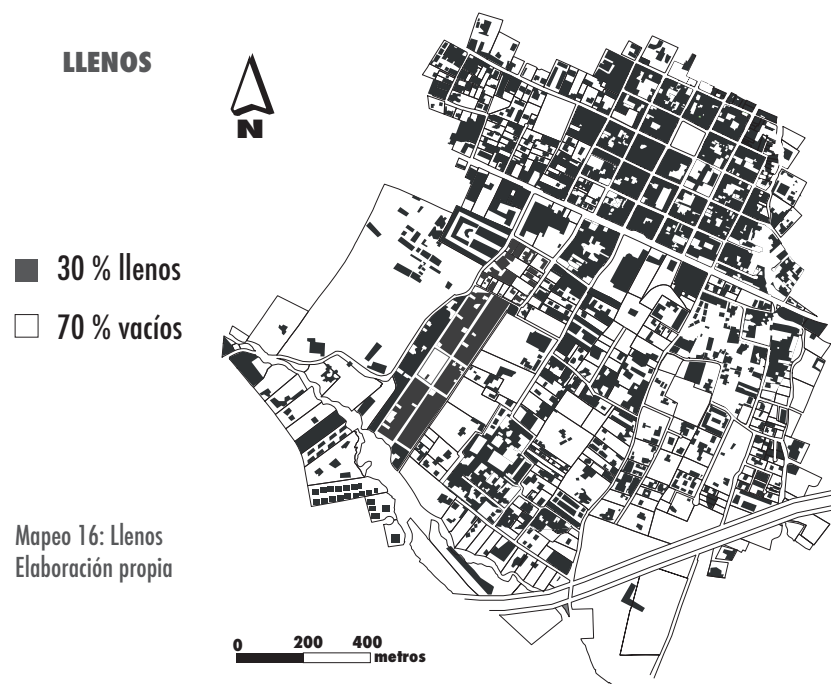 LLENOS
N
30 % llenos
70 % vacíos
Mapeo 16: Llenos
Elaboración propia
0 200 400
metros